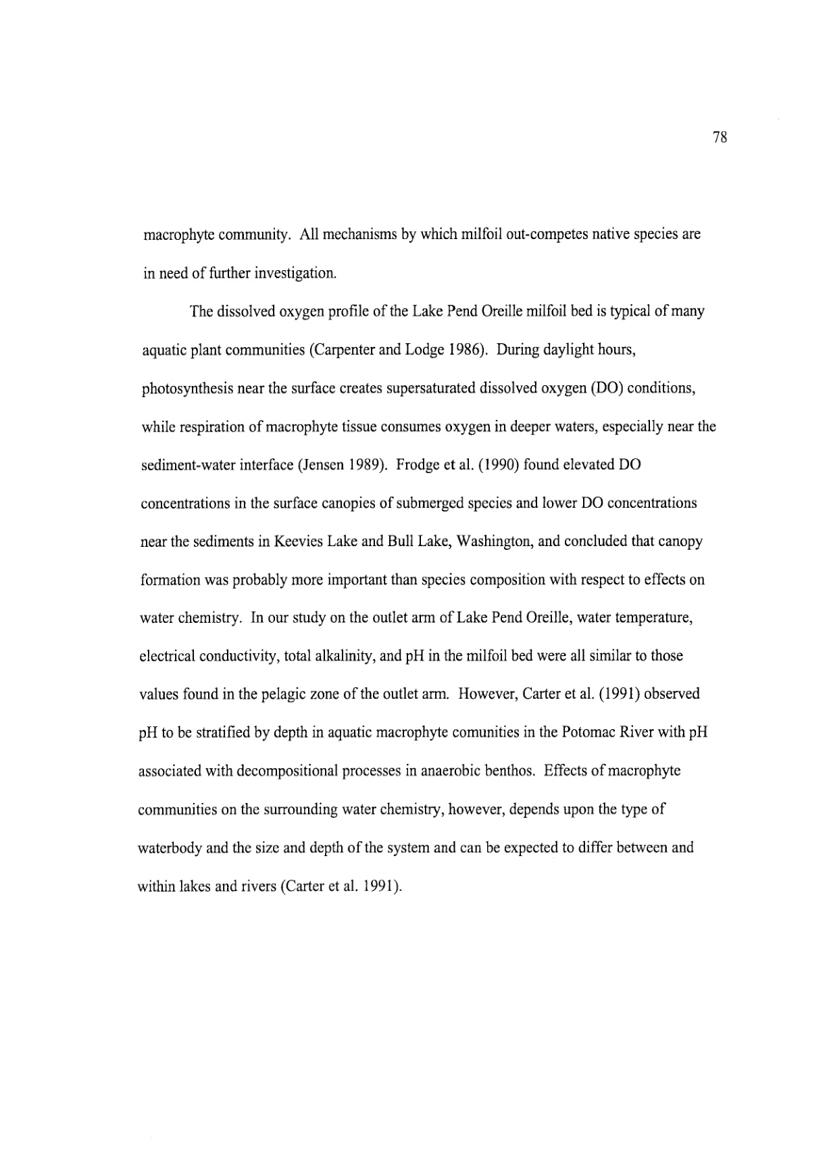 78
macrophyte community. All mechanisms by which milfoil out-competes native species are
in need of further investigation.
The dissolved oxygen profile of the Lake Pend Oreille milfoil bed is typical of many
aquatic plant communities (Carpenter and Lodge 1986). During daylight hours,
photosynthesis near the surface creates supersaturated dissolved oxygen (DO) conditions,
while respiration of macrophyte tissue consumes oxygen in deeper waters, especially near the
sediment-water interface (Jensen 1989). Frodge et al. (1990) found elevated DO
concentrations in the surface canopies of submerged species and lower DO concentrations
near the sediments in Keevies Lake and Bull Lake, Washington, and concluded that canopy
formation was probably more important than species composition with respect to effects on
water chemistry. In our study on the outlet arm of Lake Pend Oreille, water temperature,
electrical conductivity, total alkalinity, and pH in the milfoil bed were all similar to those
values found in the pelagic zone of the outlet arm. However, Carter et al. (1991) observed
pH to be stratified by depth in aquatic macrophyte comunities in the Potomac River with pH
associated with decompositional processes in anaerobic benthos. Effects of macrophyte
communities on the surrounding water chemistry, however, depends upon the type of
waterbody and the size and depth of the system and can be expected to differ between and
within lakes and rivers (Carter et al. 1991).